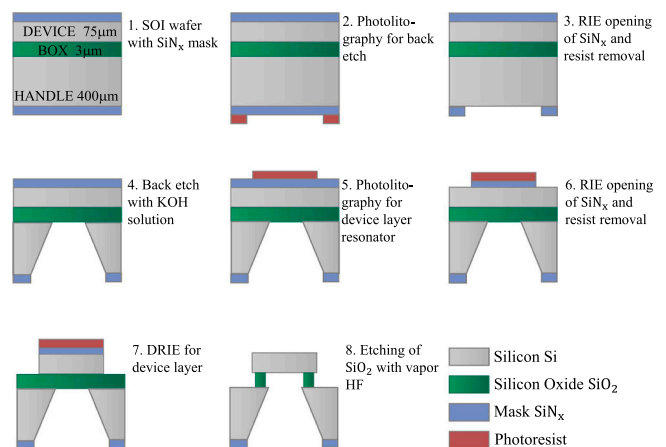 DEVICE 75μm
BOX 3μm
HANDLE 400μm
1. SOI wafer
with SiNx mask
2. Photolito-
graphy for back
etch
3. RIE opening
of SiNx and
resist removal
4. Back etch
with KOH
solution
5. Photolito-
graphy for
device layer
resonator
6. RIE opening
of SiNx and
resist removal
7. DRIE for
device layer
8. Etching of
SiO2 with vapor
HF
Silicon Si
Silicon Oxide SiO2
Mask SiNx
Photoresist